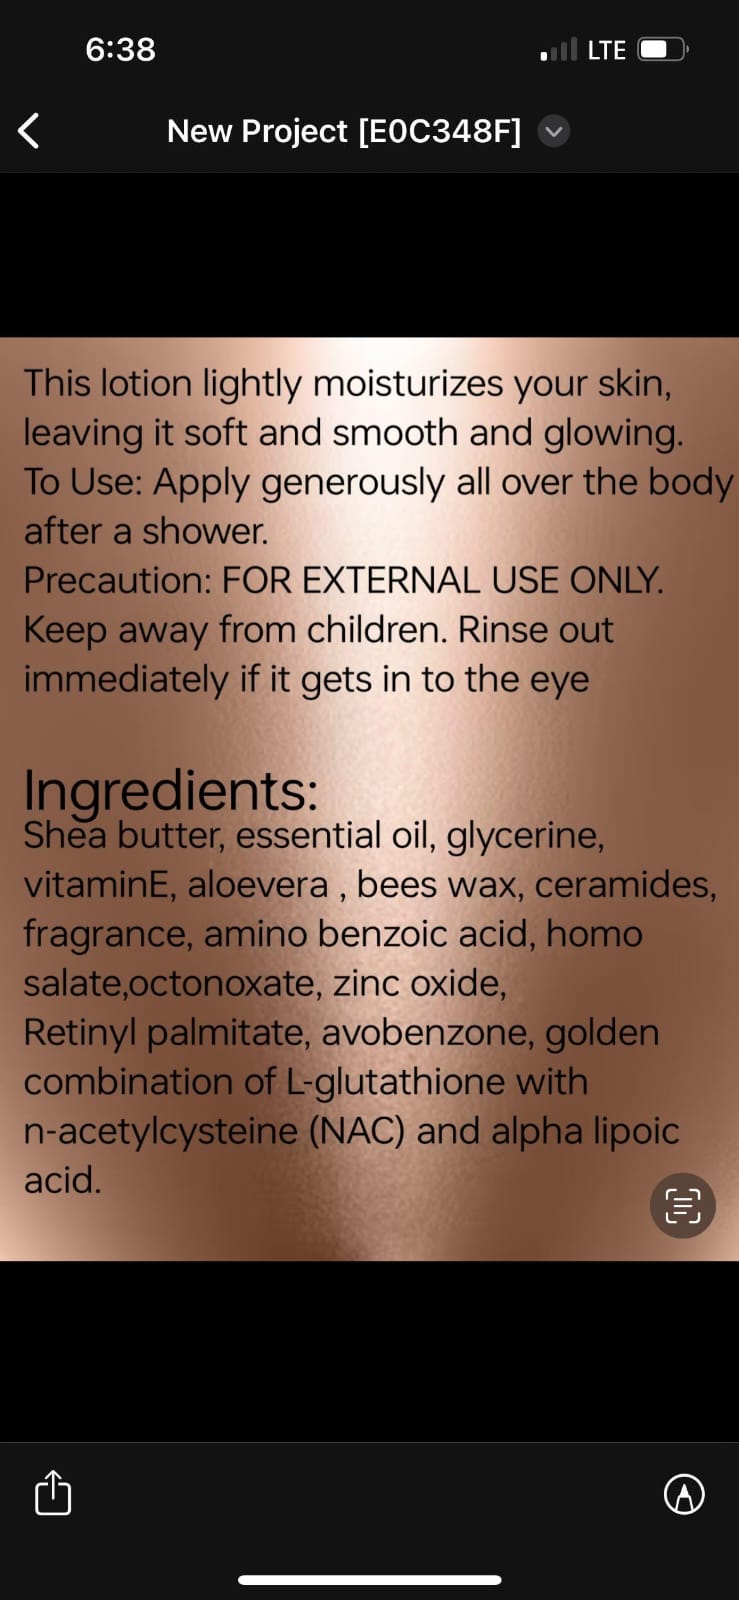 6:38
LTE
New Project [E0C348F]
This lotion lightly moisturizes your skin,
leaving it soft and smooth and glowing.
To Use: Apply generously all over the body
after a shower.
Precaution: FOR EXTERNAL USE ONLY.
Keep away from children. Rinse out
immediately if it gets in to the eye
Ingredients:
Shea butter, essential oil, glycerine,
vitaminE, aloevera , bees wax, ceramides,
fragrance, amino benzoic acid, homo
salate,octonoxate, zinc oxide,
Retinyl palmitate, avobenzone, golden
combination of L-glutathione with
n-acetylcysteine (NAC) and alpha lipoic
acid.